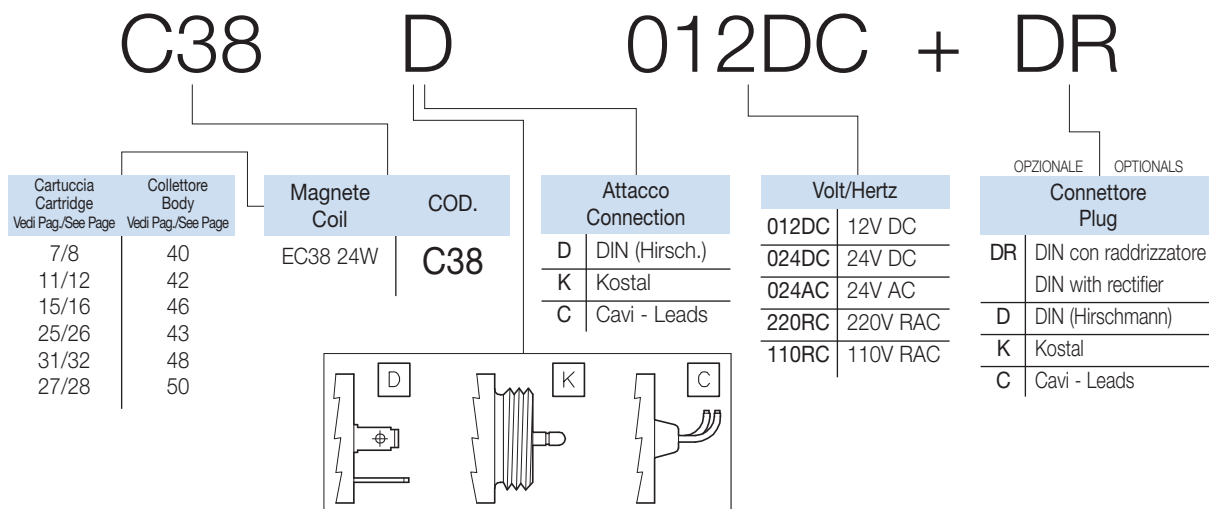 C38 D 012DC + DR
Cartuccia Collettore
Cartridge Body
Vedi Pag./See Page Vedi Pag./See Page
7/8 40
11/12 42
15/16 46
25/26 43
31/32 48
27/28 50
Magnete COD.
Coil
EC38 24W C38
Attacco
Connection
D DIN (Hirsch.)
K Kostal
C Cavi - Leads
D K C
Volt/Hertz
012DC 12V DC
024DC 24V DC
024AC 24V AC
220RC 220V RAC
110RC 110V RAC
OPZIONALE OPTIONALS
Connettore
Plug
DR DIN con raddrizzatore
DIN with rectifier
D DIN (Hirschmann)
K Kostal
C Cavi - Leads